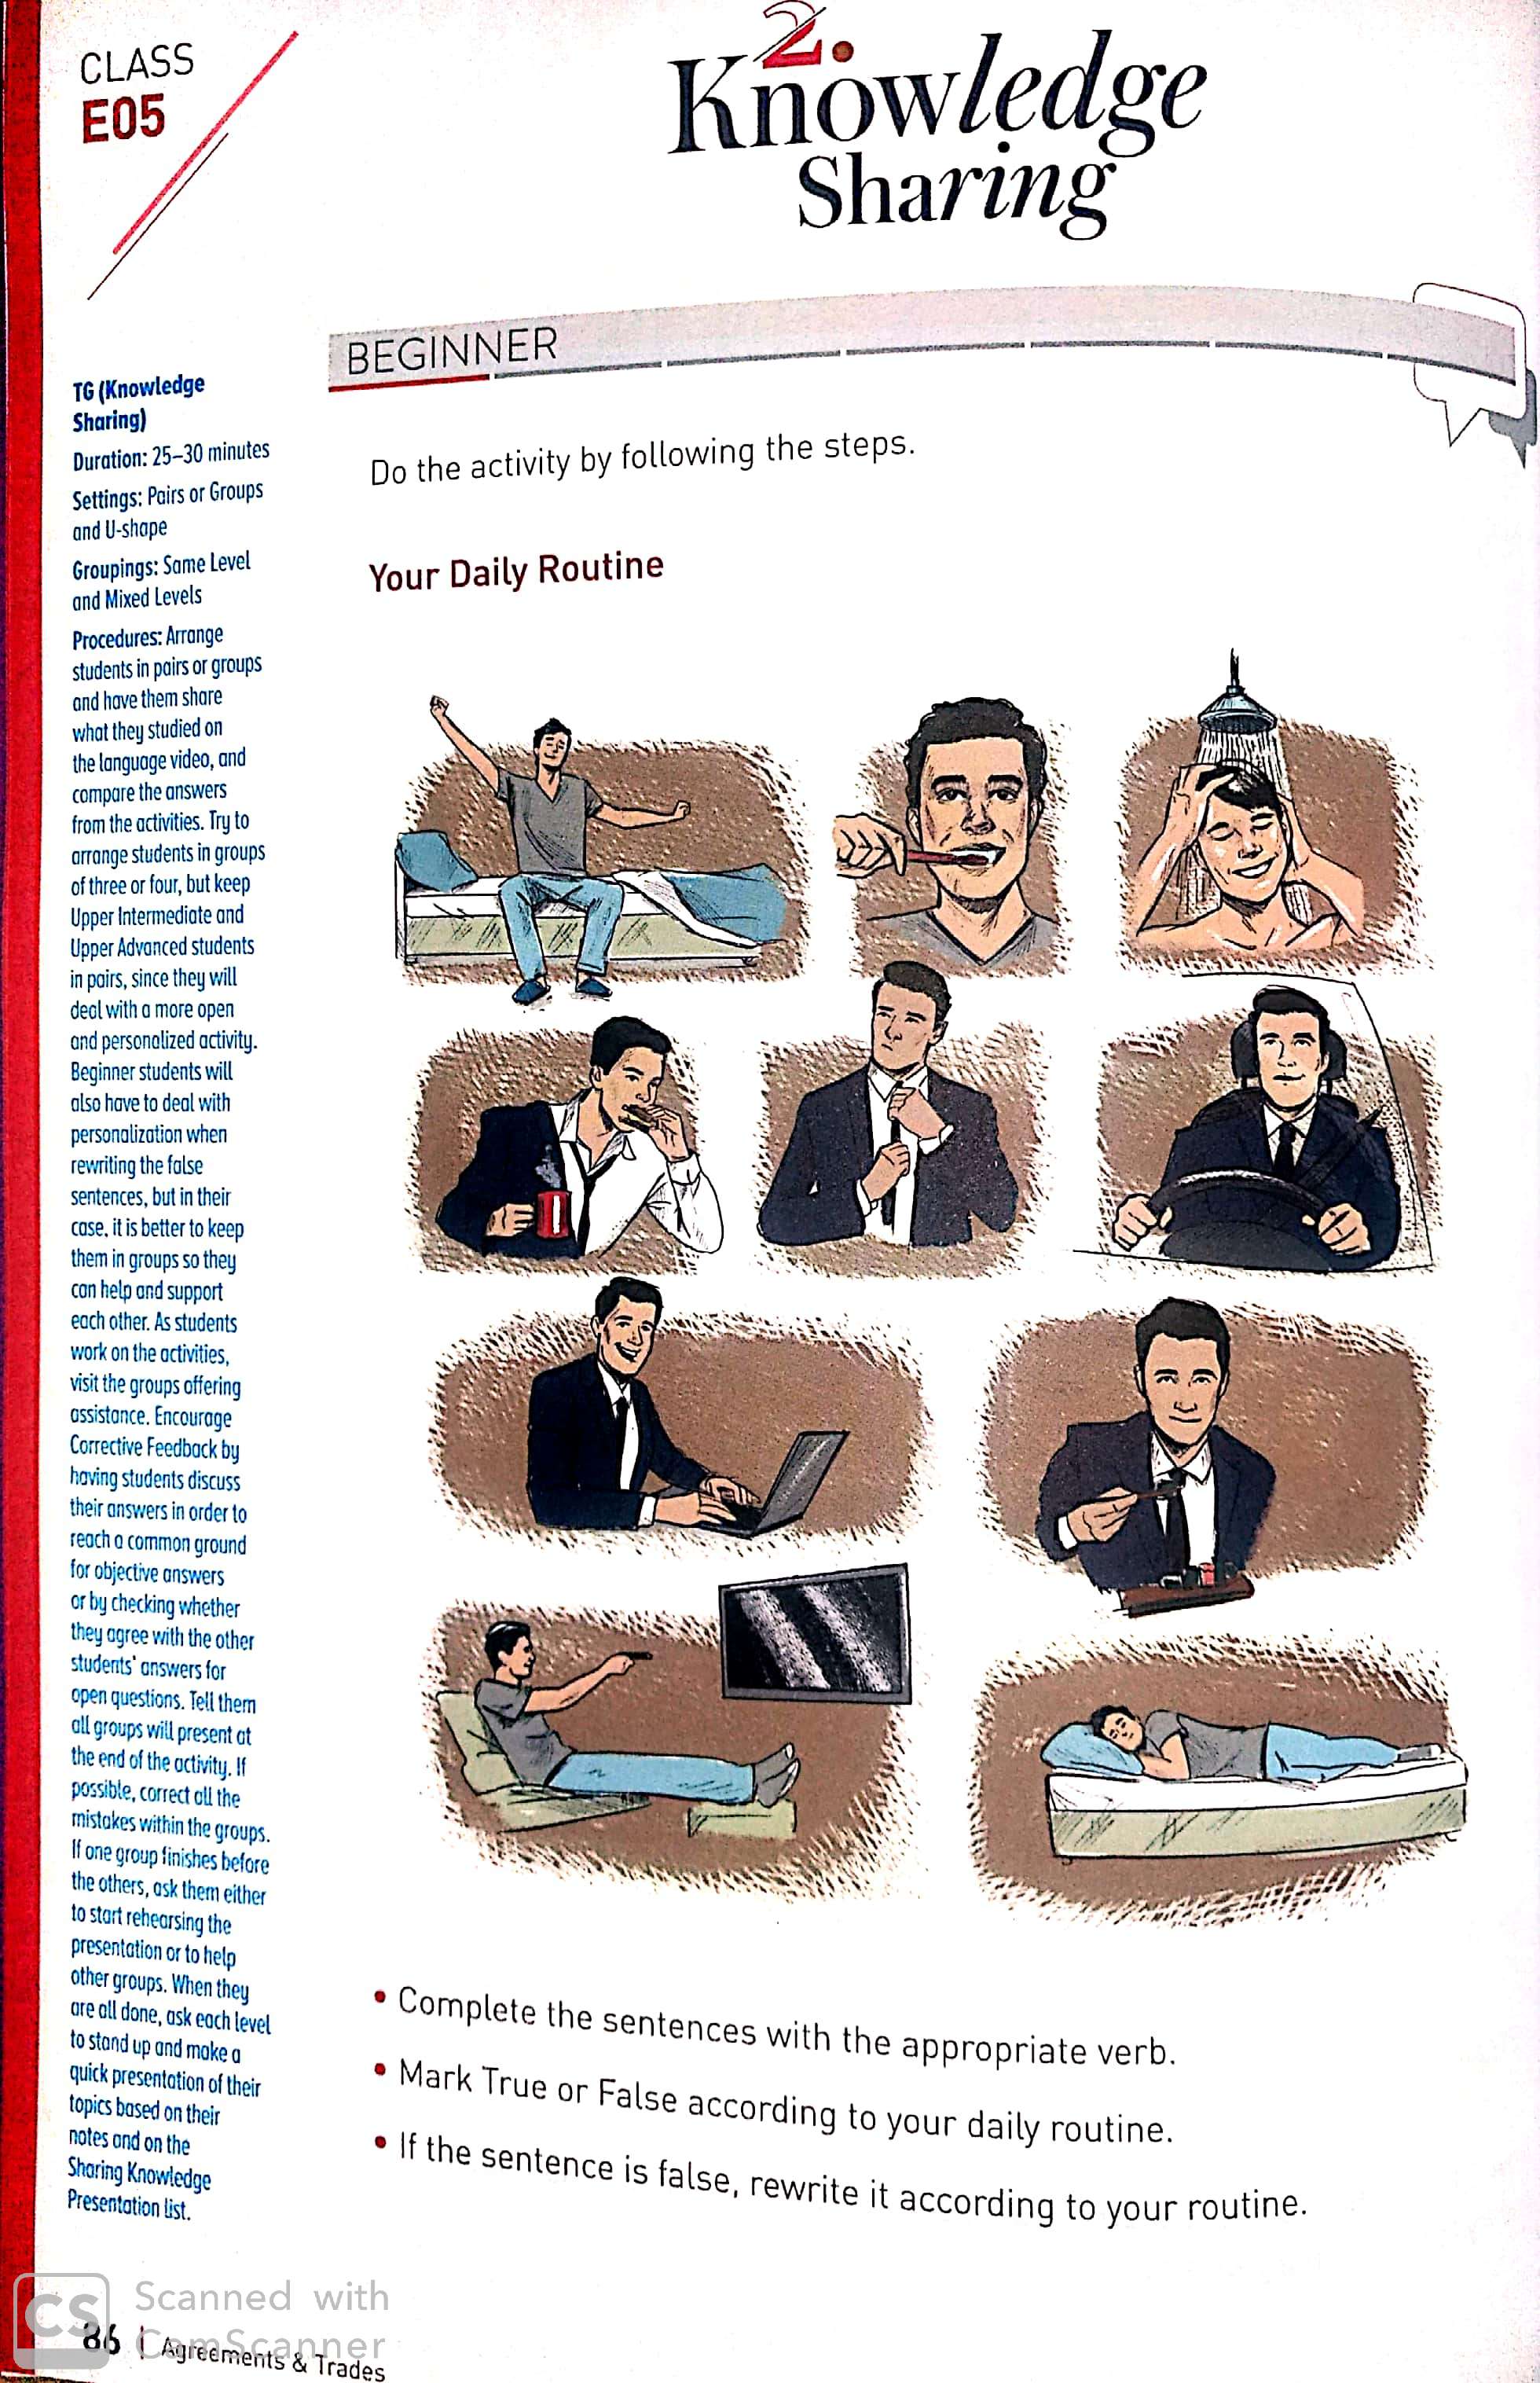 CLASS
E05
2.
Knowledge
Sharing
BEGINNER
TG (Knowledge
Sharing)
Duration: 25–30 minutes
Settings: Pairs or Groups
and U-shape
Groupings: Same Level
and Mixed Levels
Procedures: Arrange
students in pairs or groups
and have them share
what they studied on
the language video, and
compare the answers
from the activities. Try to
arrange students in groups
of three or four, but keep
Upper Intermediate and
Upper Advanced students
in pairs, since they will
deal with a more open
and personalized activity.
Beginner students will
also have to deal with
personalization when
rewriting the false
sentences, but in their
case, it is better to keep
them in groups so they
can help and support
each other. As students
work on the activities,
visit the groups offering
assistance. Encourage
Corrective Feedback by
having students discuss
their answers in order to
reach a common ground
for objective answers
or by checking whether
they agree with the other
students' answers for
open questions. Tell them
all groups will present at
the end of the activity. If
possible, correct all the
mistakes within the groups.
If one group finishes before
the others, ask them either
to start rehearsing the
presentation or to help
other groups. When they
are all done, ask each level
to stand up and make a
quick presentation of their
topics based on their
notes and on the
Sharing Knowledge
Presentation list.
Do the activity by following the steps.
Your Daily Routine
• Complete the sentences with the appropriate verb.
• Mark True or False according to your daily routine.
• If the sentence is false, rewrite it according to your routine.
CS
Scanned with
CamScanner
86 | Agreements & Trades